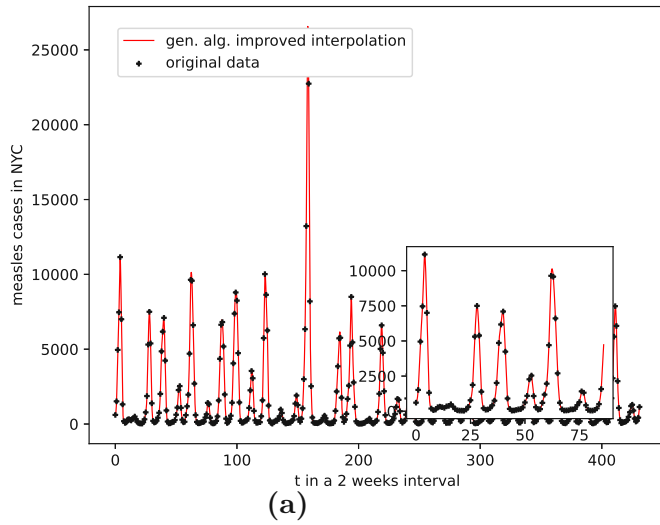 25000
20000
15000
10000
5000
0
measles cases in NYC
gen. alg. improved interpolation
original data
10000
7500
5000
2500
0
0 25 50 75
0 100 200 300 400
t in a 2 weeks interval
(a)